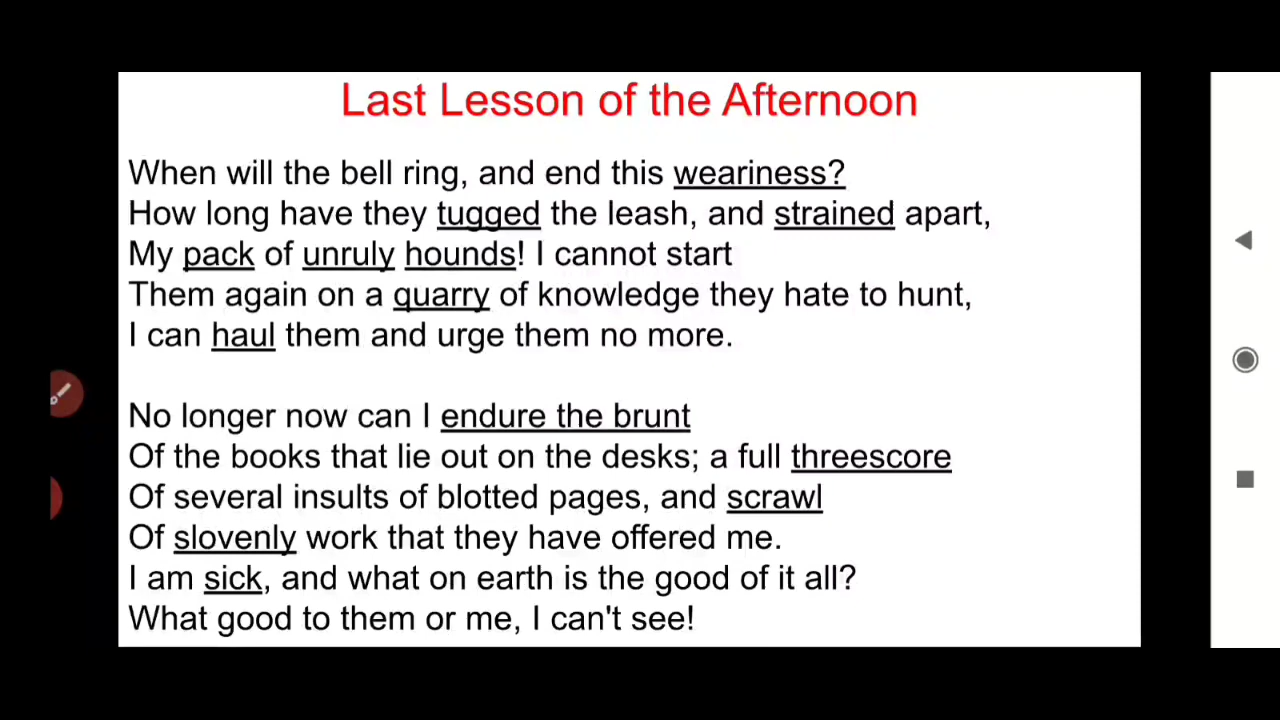 Last Lesson of the Afternoon
When will the bell ring, and end this weariness?
How long have they tugged the leash, and strained apart,
My pack of unruly hounds! I cannot start
Them again on a quarry of knowledge they hate to hunt,
I can haul them and urge them no more.
No longer now can I endure the brunt
Of the books that lie out on the desks; a full threescore
Of several insults of blotted pages, and scrawl
Of slovenly work that they have offered me.
I am sick, and what on earth is the good of it all?
What good to them or me, I can't see!